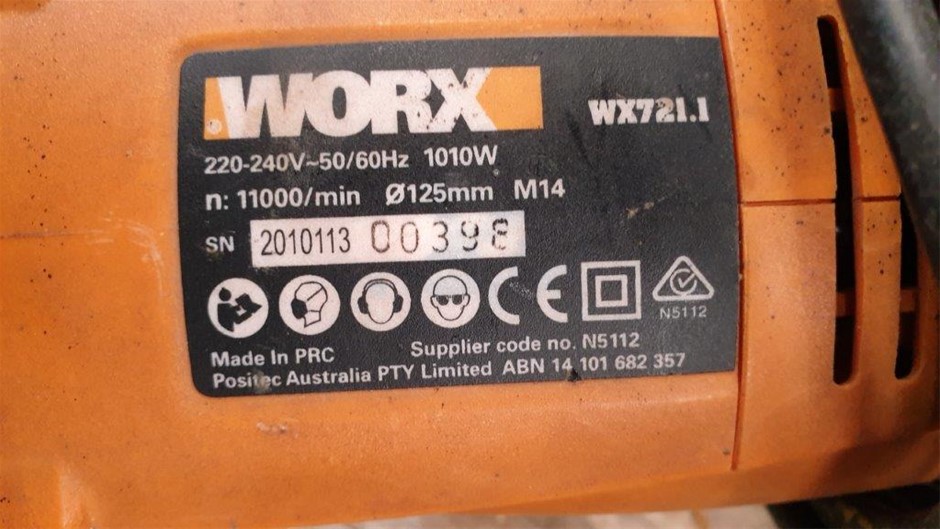 WORX
WX721.1
220-240V~50/60Hz 1010W
n: 11000/min Ø125mm M14
SN 2010113 00398
CE
N5112
Made In PRC
Supplier code no. N5112
Positec Australia PTY Limited ABN 14 101 682 357